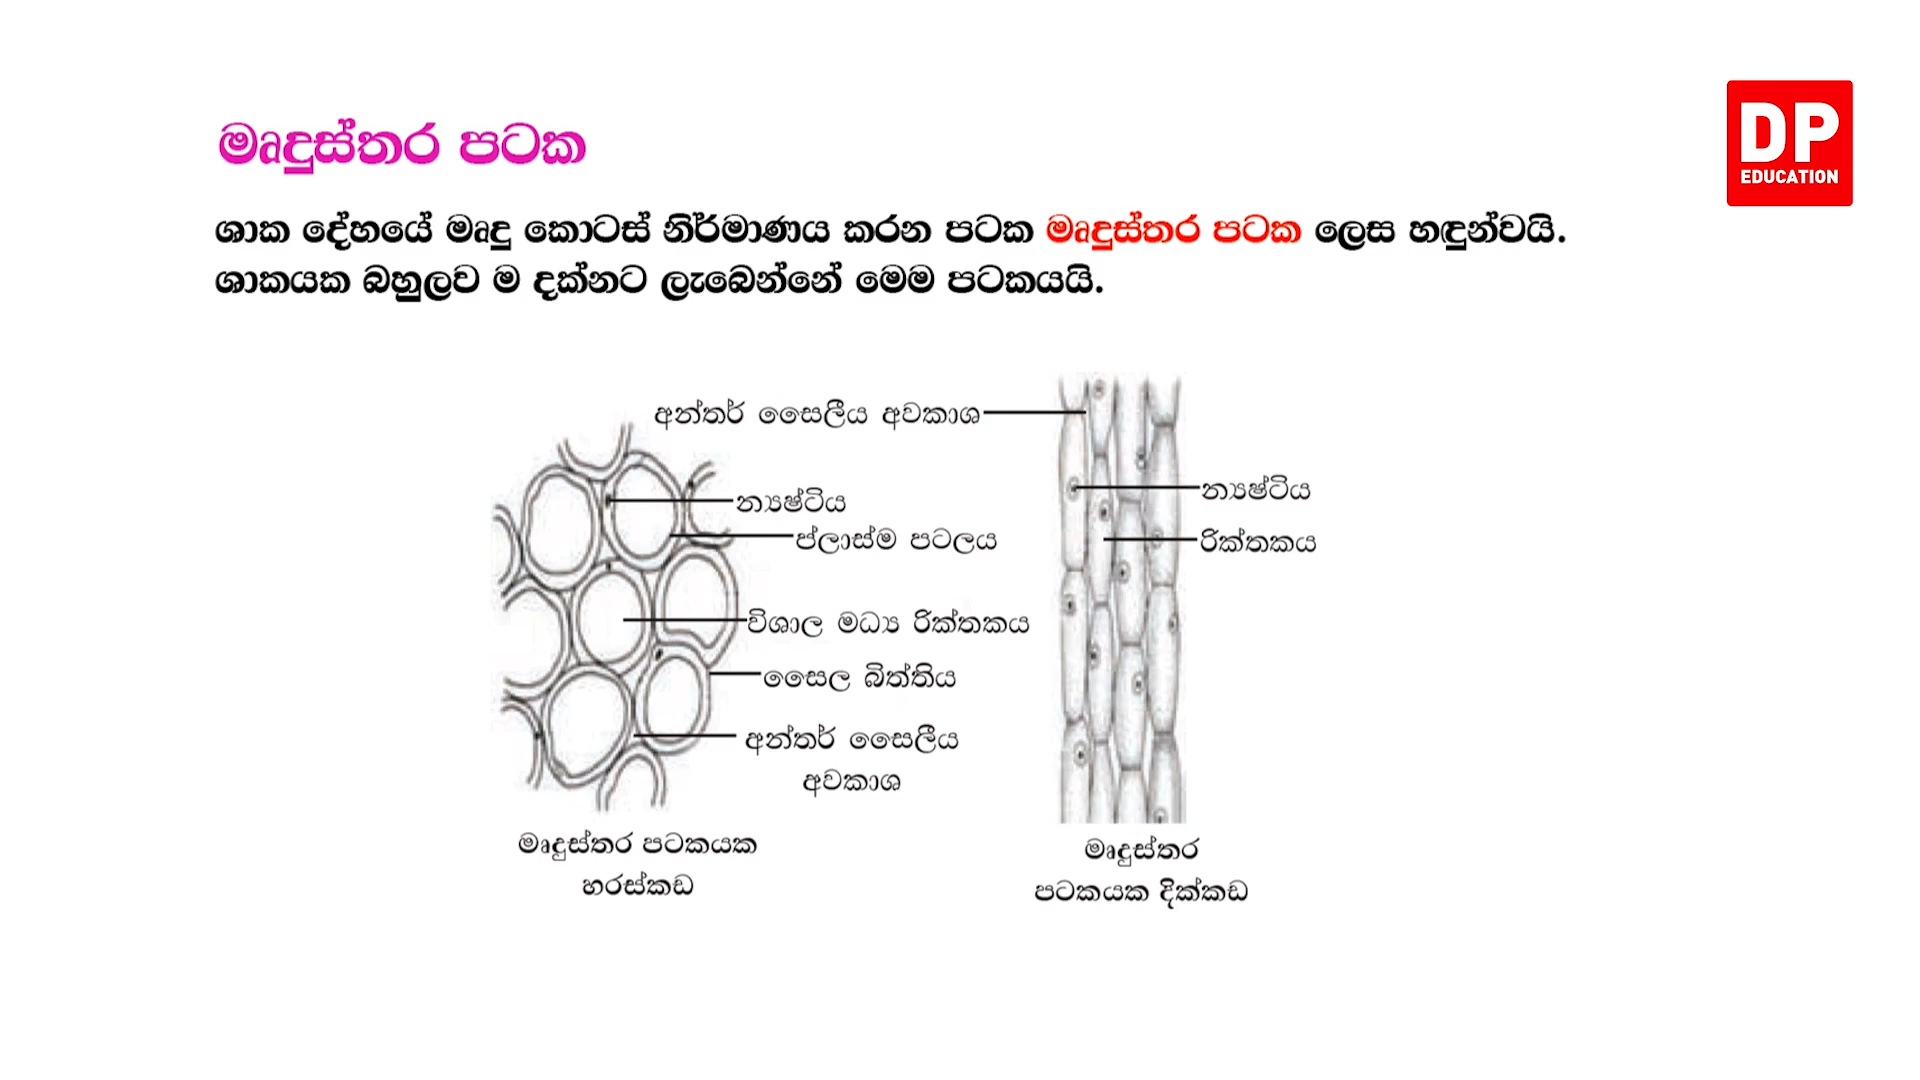 DP
EDUCATION
මෘදුස්තර පටක
ශාක දේහයේ මෘදු කොටස් නිර්මාණය කරන පටක මෘදුස්තර පටක ලෙස හඳුන්වයි.
ශාකයක බහුලව ම දක්නට ලැබෙන්නේ මෙම පටකයයි.
අන්තර් සෛලීය අවකාශ
න්‍යෂ්ටිය
ප්ලාස්ම පටලය
විශාල මධ්‍ය රික්තකය
සෛල බිත්තිය
අන්තර් සෛලීය
අවකාශ
මෘදුස්තර පටකයක
හරස්කඩ
න්‍යෂ්ටිය
රික්තකය
මෘදුස්තර
පටකයක දික්කඩ